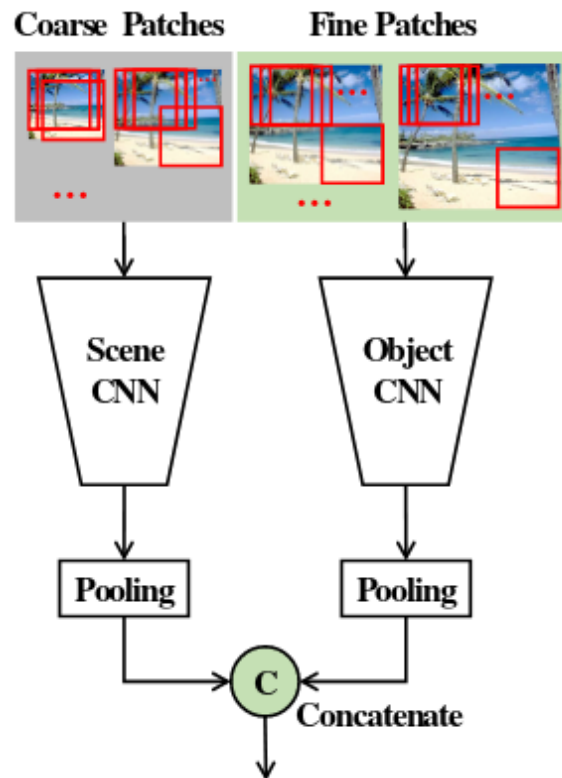 Coarse Patches
Fine Patches
Scene
CNN
Object
CNN
Pooling
Pooling
C
Concatenate